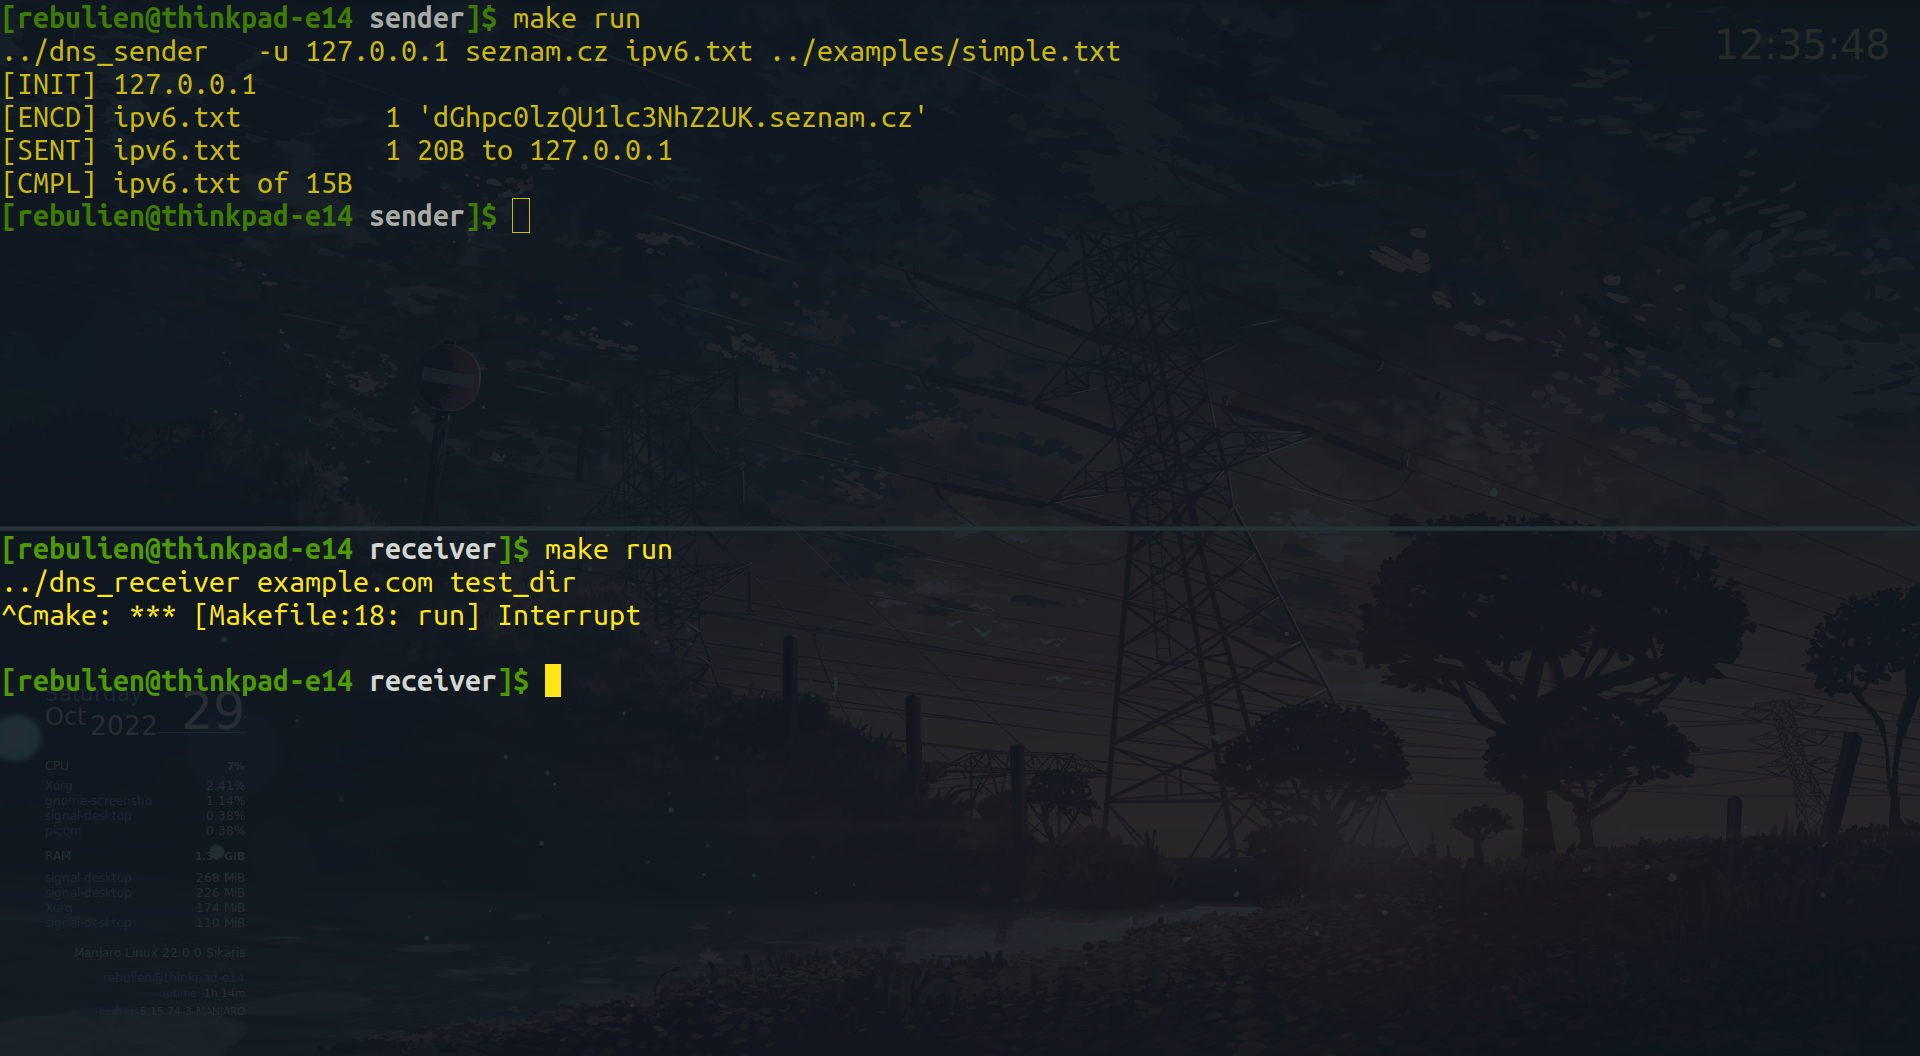 [rebulien@thinkpad-e14 sender]$ make run
../dns_sender   -u 127.0.0.1 seznam.cz ipv6.txt ../examples/simple.txt
12:35:48
[INIT] 127.0.0.1
[ENCD] ipv6.txt         1 'dGhpc0lzQU1lc3NhZ2UK.seznam.cz'
[SENT] ipv6.txt         1 20B to 127.0.0.1
[CMPL] ipv6.txt of 15B
[rebulien@thinkpad-e14 sender]$
[rebulien@thinkpad-e14 receiver]$ make run
../dns_receiver example.com test_dir
^Cmake: *** [Makefile:18: run] Interrupt
[rebulien@thinkpad-e14 receiver]$
Saturday
Oct 2022 29
CPU 7%
Xorg 2.41%
gnome-screensho 1.14%
signal-desktop 0.38%
picom 0.38%
RAM GiB
signal-desktop 268 MiB
signal-desktop 226 MiB
Xorg 174 MiB
signal-desktop 110 MiB
Manjaro Linux 22.0.0 Sikaris
rebulien@thinkpad-e14
uptime: 1h 14m
5.15.74-3-MANJARO